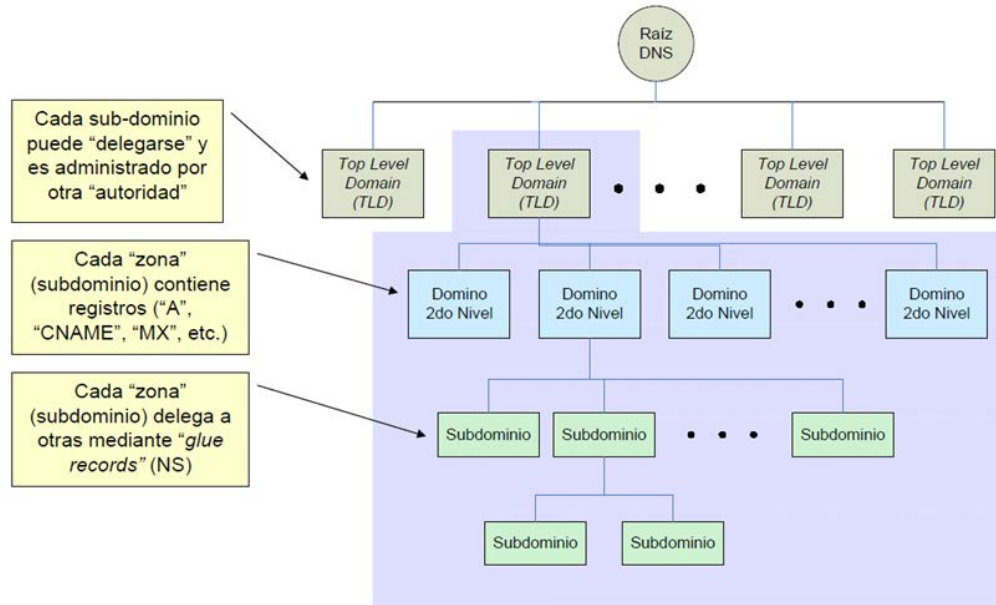 Raíz
DNS
Cada sub-dominio
puede “delegarse” y
es administrado por
otra “autoridad”
Top Level
Domain
(TLD)
Top Level
Domain
(TLD)
Top Level
Domain
(TLD)
Top Level
Domain
(TLD)
Cada “zona”
(subdominio) contiene
registros (“A”,
“CNAME”, “MX”, etc.)
Domino
2do Nivel
Domino
2do Nivel
Domino
2do Nivel
Domino
2do Nivel
Cada “zona”
(subdominio) delega a
otras mediante “glue
records” (NS)
Subdominio
Subdominio
Subdominio
Subdominio
Subdominio